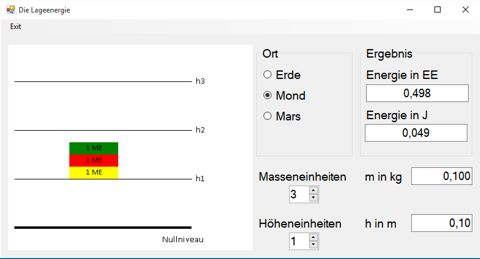 Die Lageenergie
Exit
h3
h2
1 ME
1 ME
1 ME
h1
Nullniveau
Ort
Erde
Mond
Mars
Ergebnis
Energie in EE
0,498
Energie in J
0,049
Masseneinheiten
3
m in kg
0,100
Höheneinheiten
1
h in m
0,10